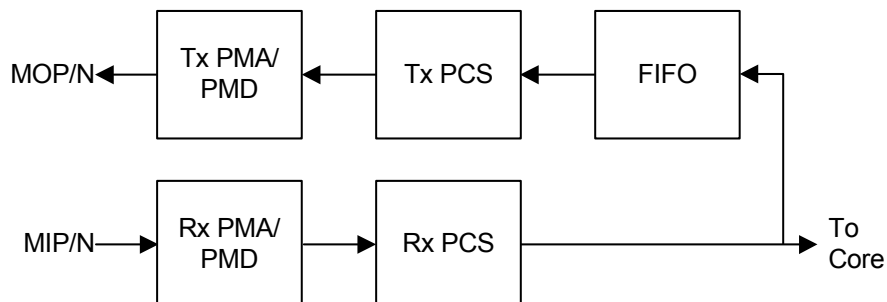 MOP/N
Tx PMA/
PMD
Tx PCS
FIFO
MIP/N
Rx PMA/
PMD
Rx PCS
To
Core